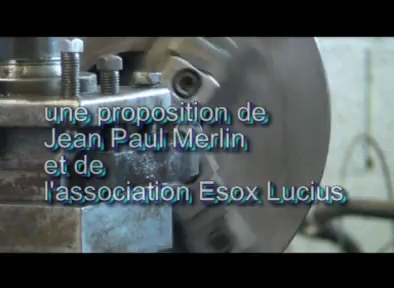 une proposition de
Jean Paul Merlin
et de
l'association Esox Lucius